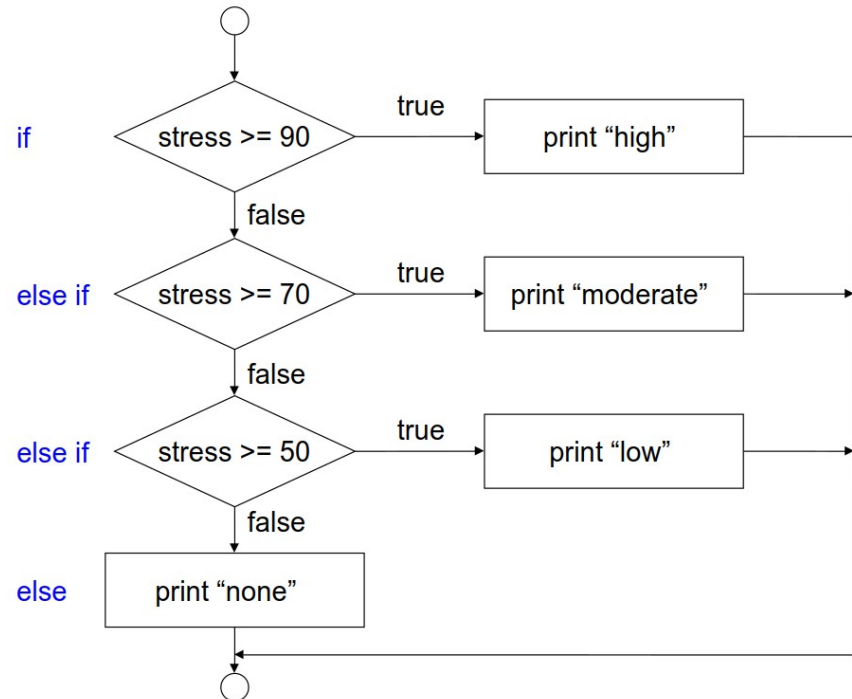 if
stress >= 90
true
print “high”
false
else if
stress >= 70
true
print “moderate”
false
else if
stress >= 50
true
print “low”
false
else
print “none”